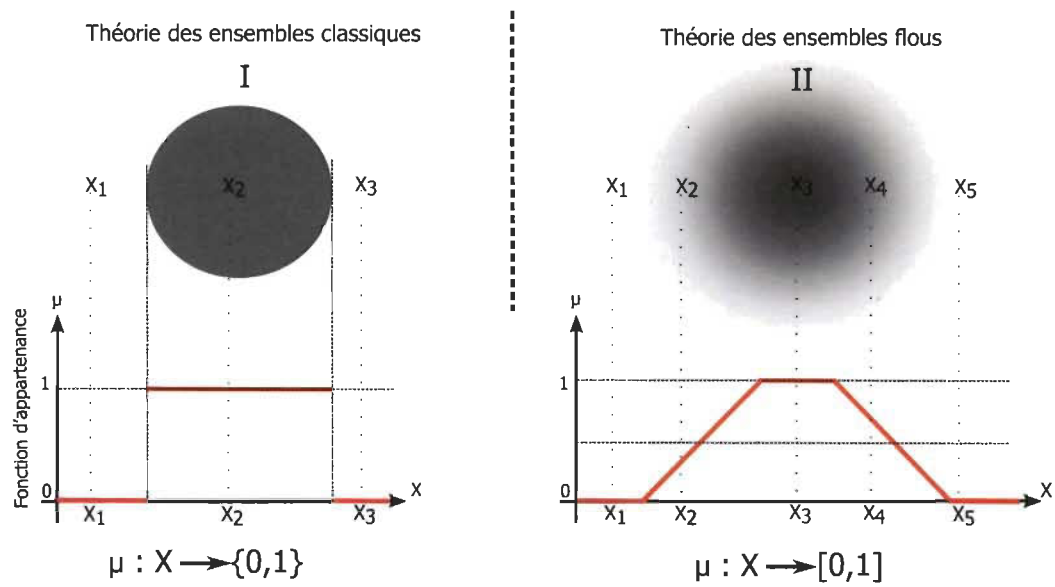 Théorie des ensembles classiques
I
X1 X2 X3
μ
Fonction d'appartenance
1
0
X
X1 X2 X3
μ : X → {0,1}
Théorie des ensembles flous
II
X1 X2 X3 X4 X5
μ
1
0
X
X1 X2 X3 X4 X5
μ : X → [0,1]